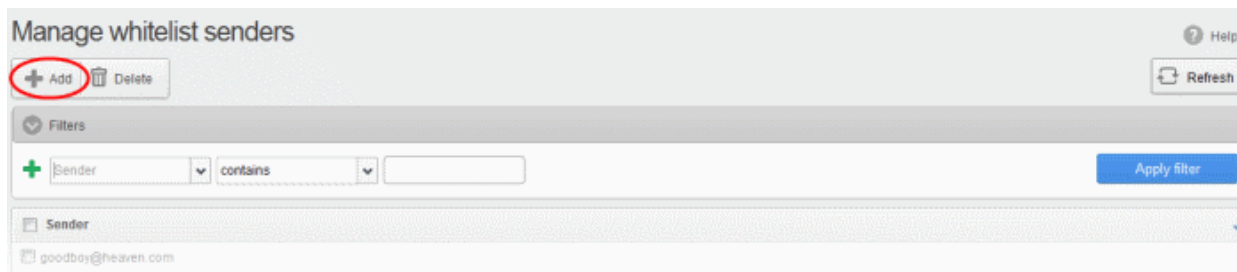 Manage whitelist senders
Help
Add Delete
Refresh
Filters
Sender contains
Apply filter
Sender
goodboy@heaven.com